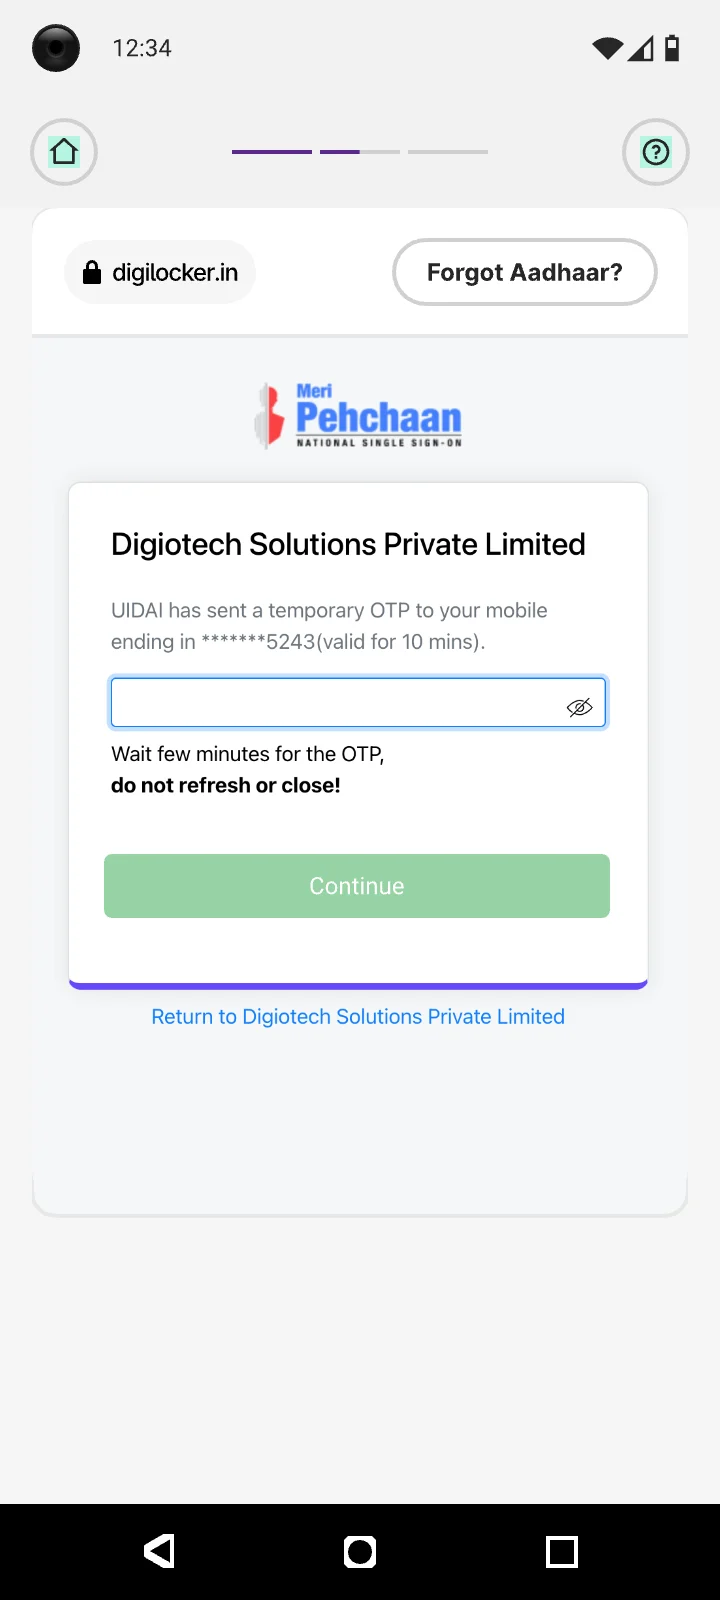 12:34
digilocker.in
Forgot Aadhaar?
Meri
Pehchaan
NATIONAL SINGLE SIGN-ON
Digiotech Solutions Private Limited
UIDAI has sent a temporary OTP to your mobile
ending in *******5243(valid for 10 mins).
Wait few minutes for the OTP,
do not refresh or close!
Continue
Return to Digiotech Solutions Private Limited